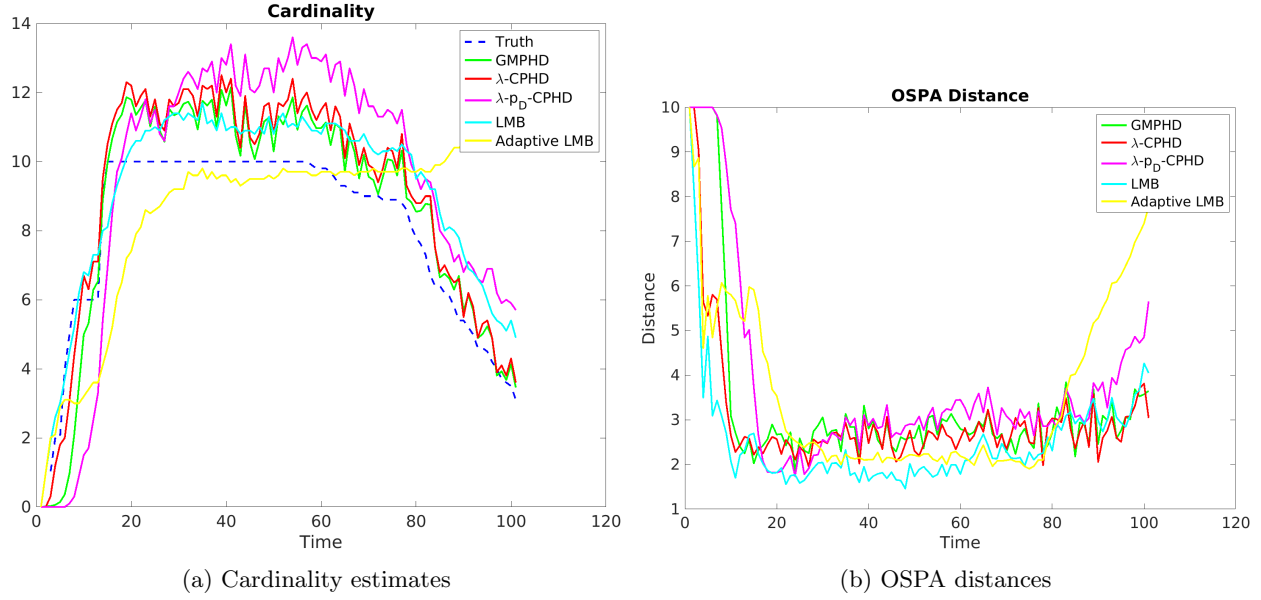 Cardinality
14
12
10
8
6
4
2
0
0 20 40 60 80 100 120
Time
Truth
GMPHD
λ-CPHD
λ-p_D-CPHD
LMB
Adaptive LMB
(a) Cardinality estimates
OSPA Distance
Distance
10
9
8
7
6
5
4
3
2
1
0 20 40 60 80 100 120
Time
GMPHD
λ-CPHD
λ-p_D-CPHD
LMB
Adaptive LMB
(b) OSPA distances